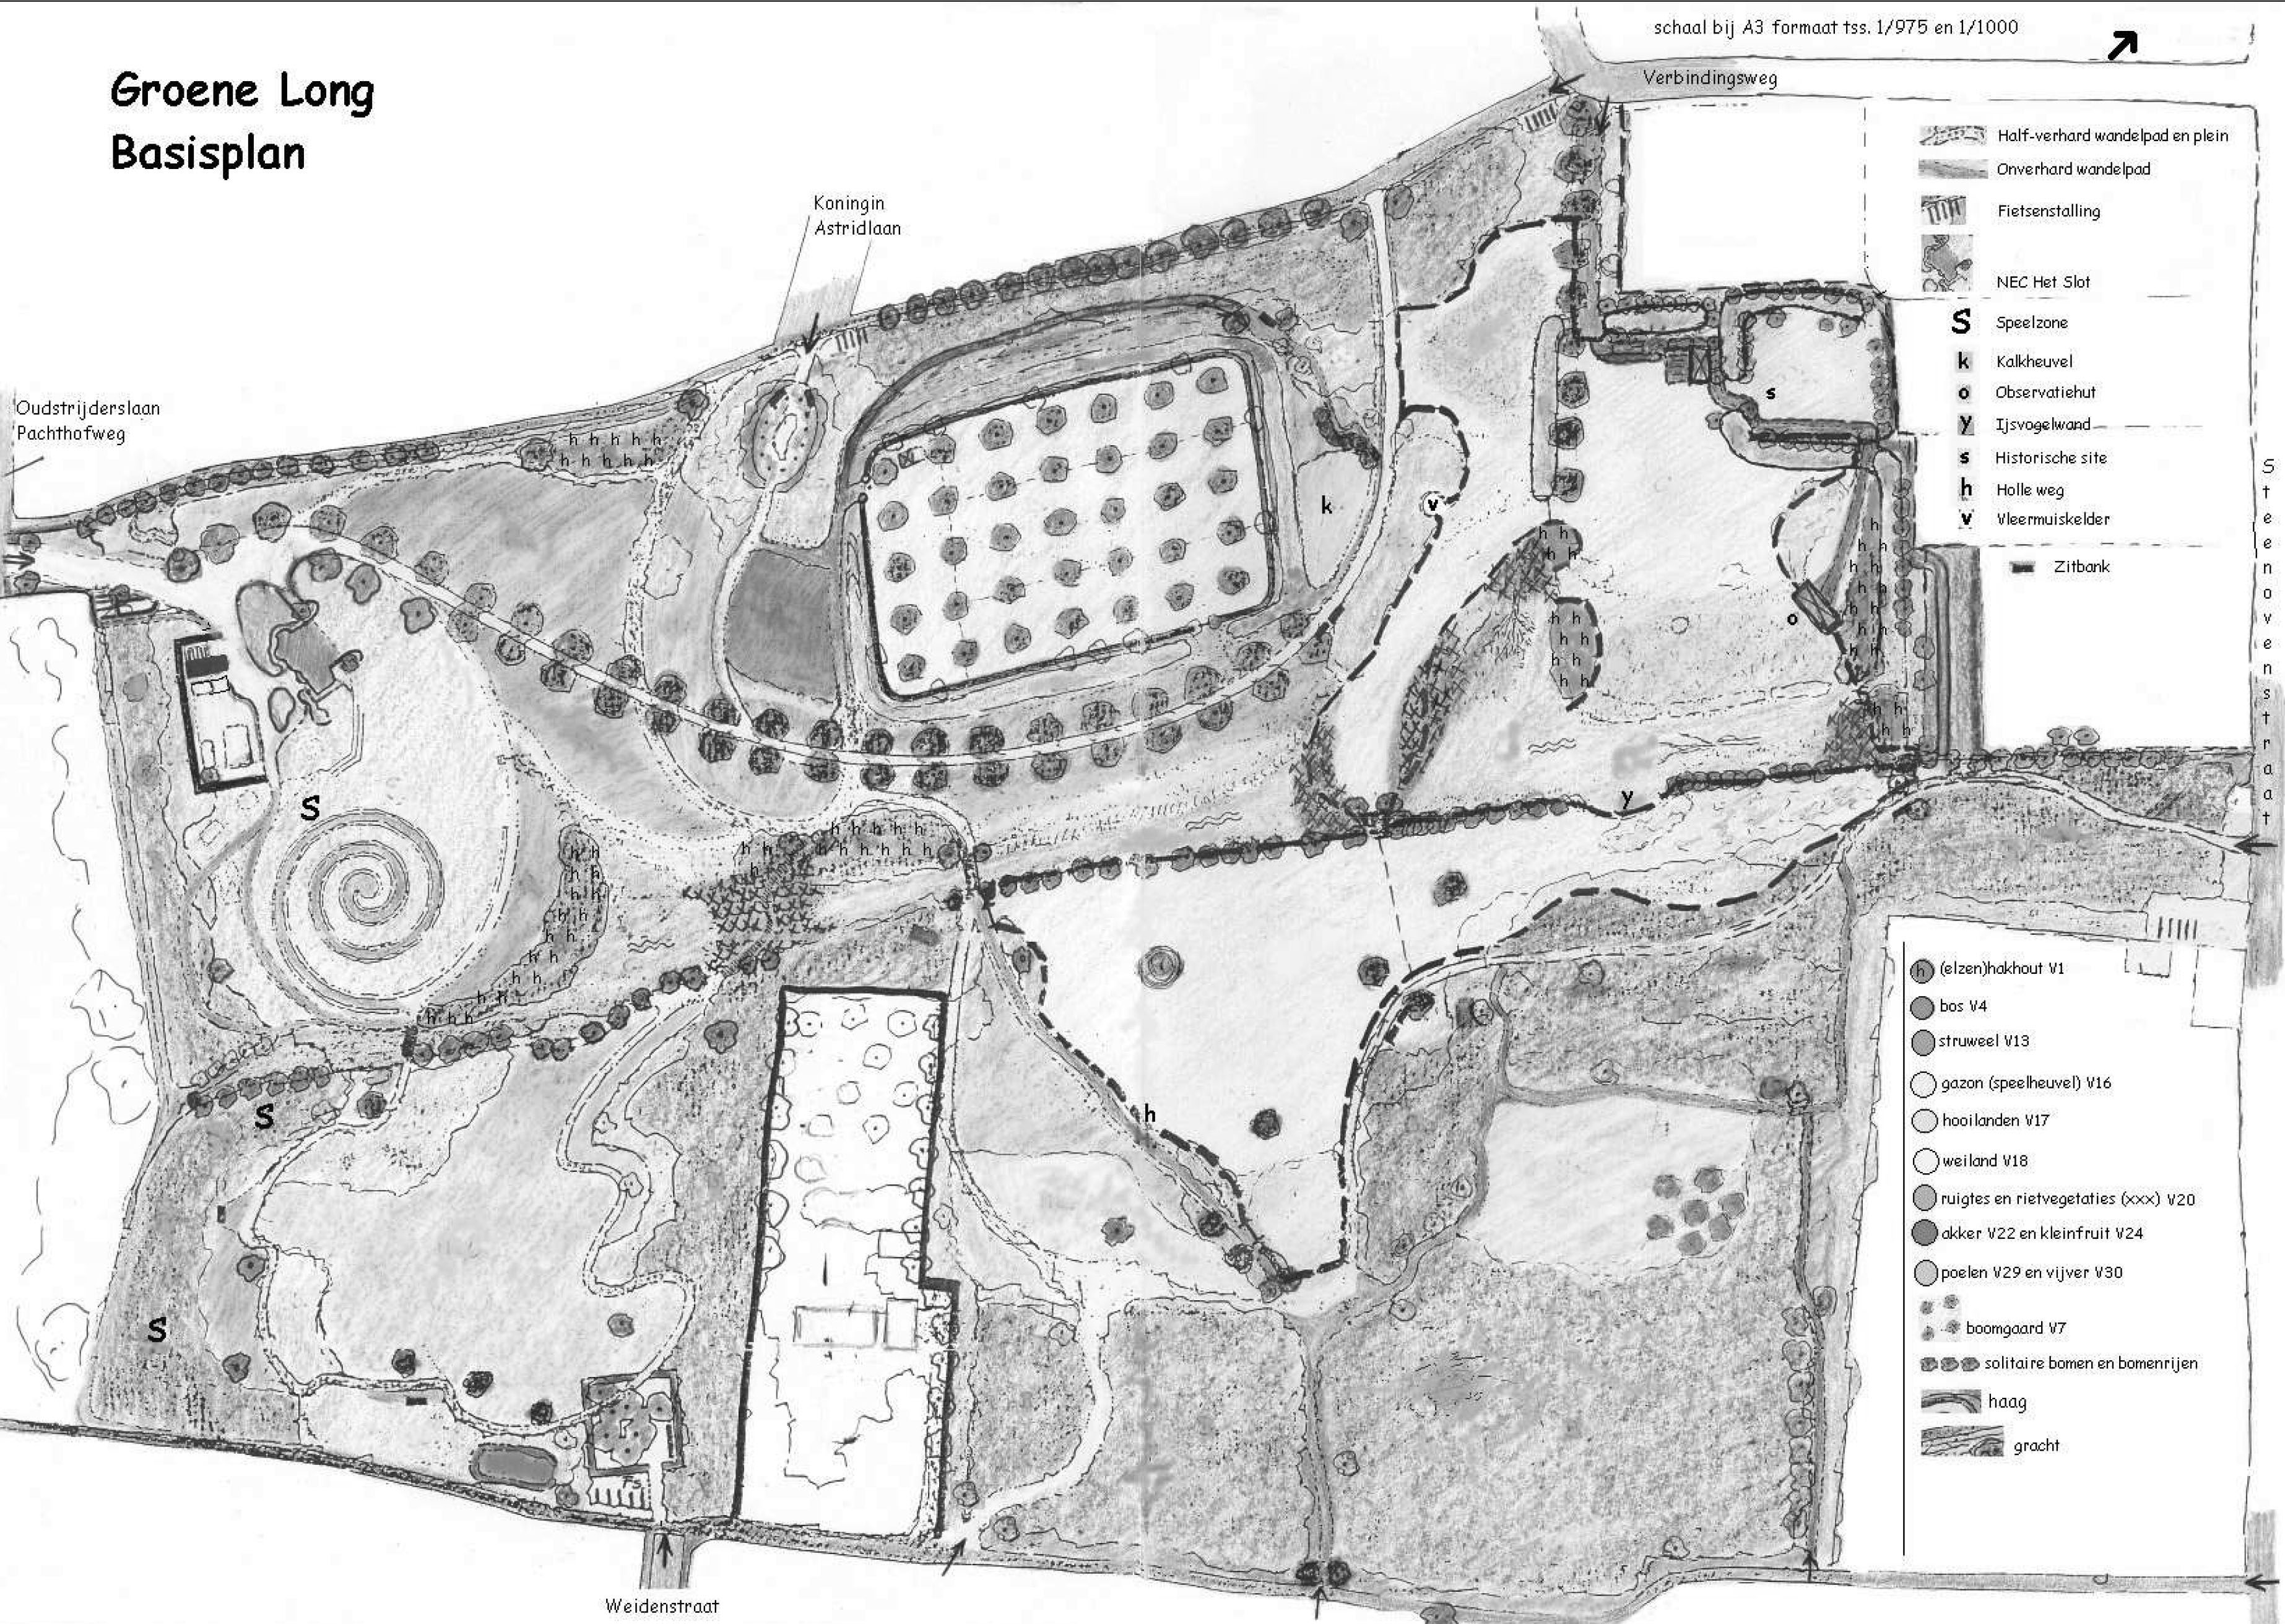 schaal bij A3 formaat tss. 1/975 en 1/1000
Groene Long
Basisplan
Verbindingsweg
Koningin
Astridlaan
Oudstrijderslaan
Pachthofweg
Half-verhard wandelpad en plein
Onverhard wandelpad
Fietsenstalling
NEC Het Slot
S Speelzone
k Kalkheuvel
o Observatiehut
y Ijsvogelwand
s Historische site
h Holle weg
v Vleermuiskelder
Zitbank
Steenovenstraat
h h h h h
h h h h h
s
k
v
h h
h h
h h
h h
h h
h h
h
h h
h h
h h
h h
h h
h h
h h
h h
o
y
S
h h h h h
h h h h h
h h
h
h h
h h
h h
h h
h h
h h
h h
h h h
S
h
S
h (elzen)hakhout V1
bos V4
struweel V13
gazon (speelheuvel) V16
hooilanden V17
weiland V18
ruigtes en rietvegetaties (xxx) V20
akker V22 en kleinfruit V24
poelen V29 en vijver V30
boomgaard V7
solitaire bomen en bomenrijen
haag
gracht
Weidenstraat